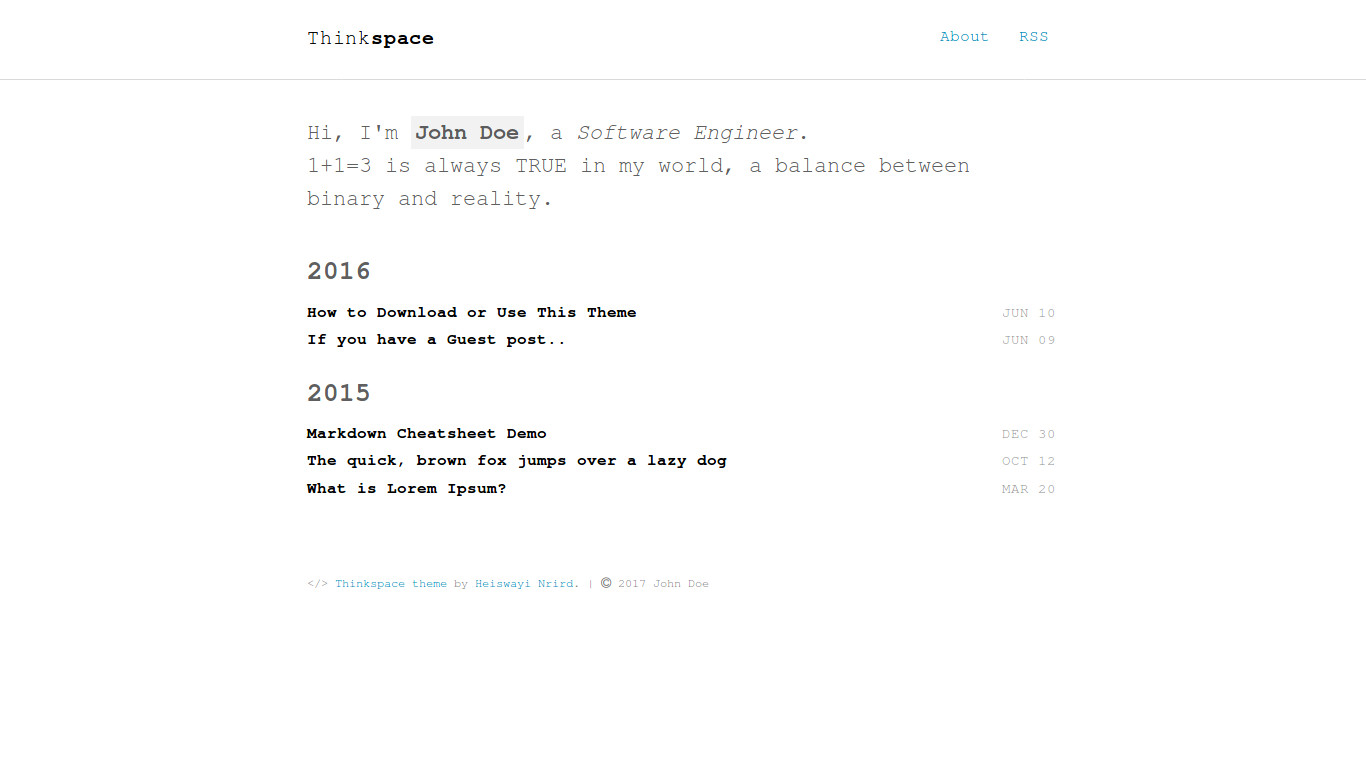 Thinkspace
About RSS
Hi, I'm John Doe, a Software Engineer.
1+1=3 is always TRUE in my world, a balance between
binary and reality.
2016
How to Download or Use This Theme JUN 10
If you have a Guest post.. JUN 09
2015
Markdown Cheatsheet Demo DEC 30
The quick, brown fox jumps over a lazy dog OCT 12
What is Lorem Ipsum? MAR 20
</> Thinkspace theme by Heiswayi Nrird. | © 2017 John Doe